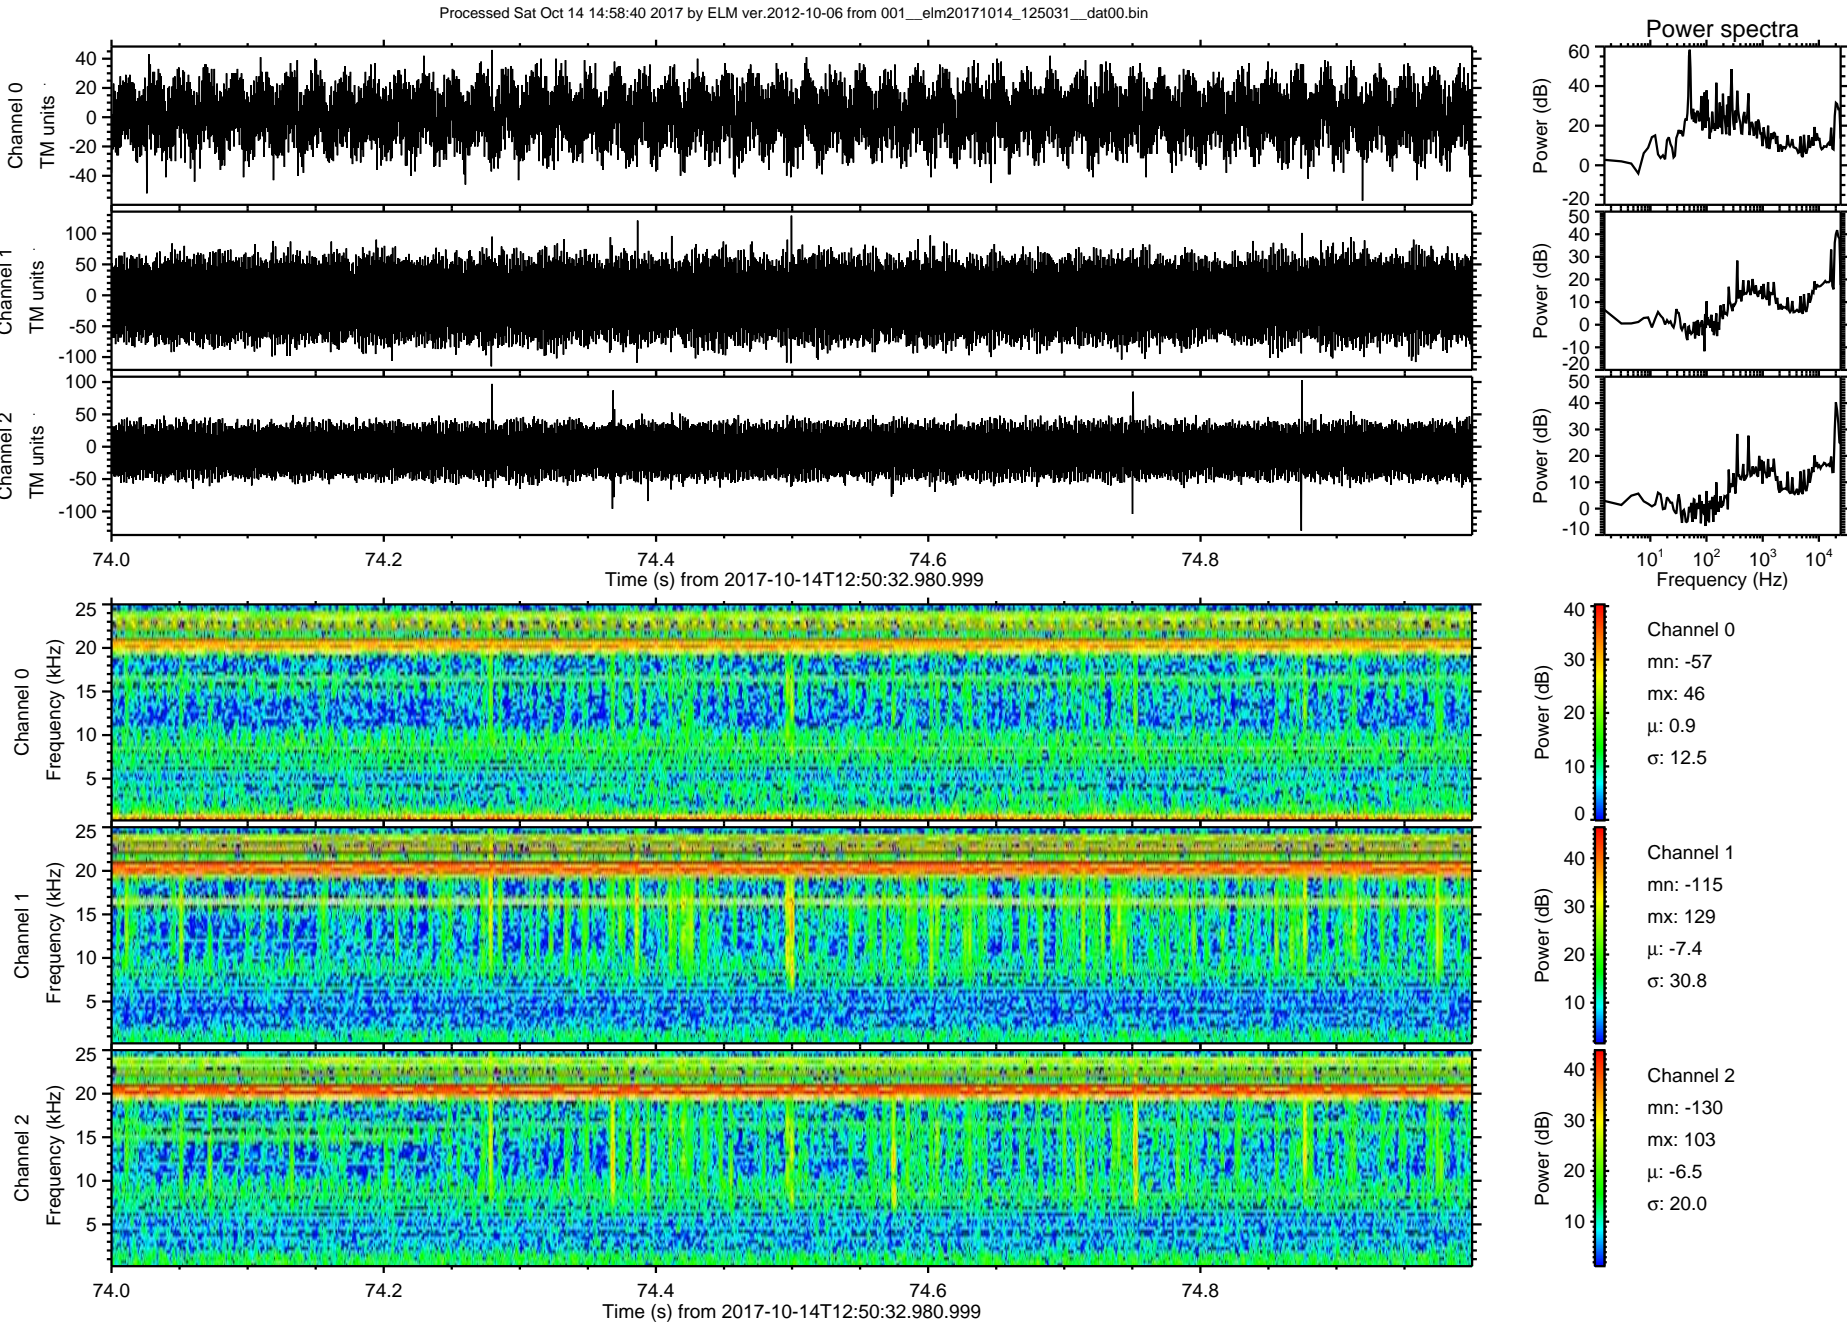 Processed Sat Oct 14 14:58:40 2017 by ELM ver.2012-10-06 from 001__elm20171014_125031__dat00.bin
Power spectra
Channel 0
TM units
40
20
0
-20
-40
Power (dB)
60
40
20
0
-20
Channel 1
TM units
100
50
0
-50
-100
Power (dB)
50
40
30
20
10
0
-10
-20
Channel 2
TM units
100
50
0
-50
-100
Power (dB)
50
40
30
20
10
0
-10
74.0 74.2 74.4 74.6 74.8
Time (s) from 2017-10-14T12:50:32.980.999
10¹ 10² 10³ 10⁴
Frequency (Hz)
Channel 0
Frequency (kHz)
25
20
15
10
5
Power (dB)
40
30
20
10
0
Channel 0
mn: -57
mx: 46
µ: 0.9
σ: 12.5
Channel 1
Frequency (kHz)
25
20
15
10
5
Power (dB)
40
30
20
10
Channel 1
mn: -115
mx: 129
µ: -7.4
σ: 30.8
Channel 2
Frequency (kHz)
25
20
15
10
5
Power (dB)
40
30
20
10
Channel 2
mn: -130
mx: 103
µ: -6.5
σ: 20.0
74.0 74.2 74.4 74.6 74.8
Time (s) from 2017-10-14T12:50:32.980.999